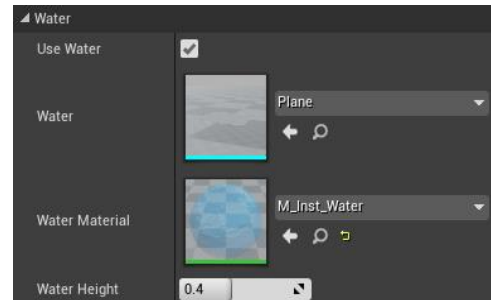 Water
Use Water
Plane
Water
M_Inst_Water
Water Material
Water Height 0.4